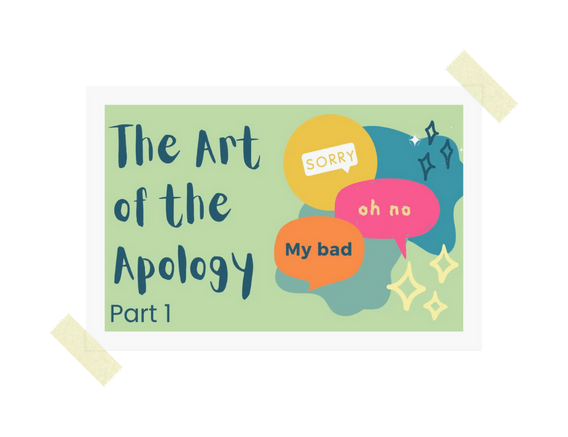 The Art
of the
Apology
Part 1
SORRY
oh no
My bad